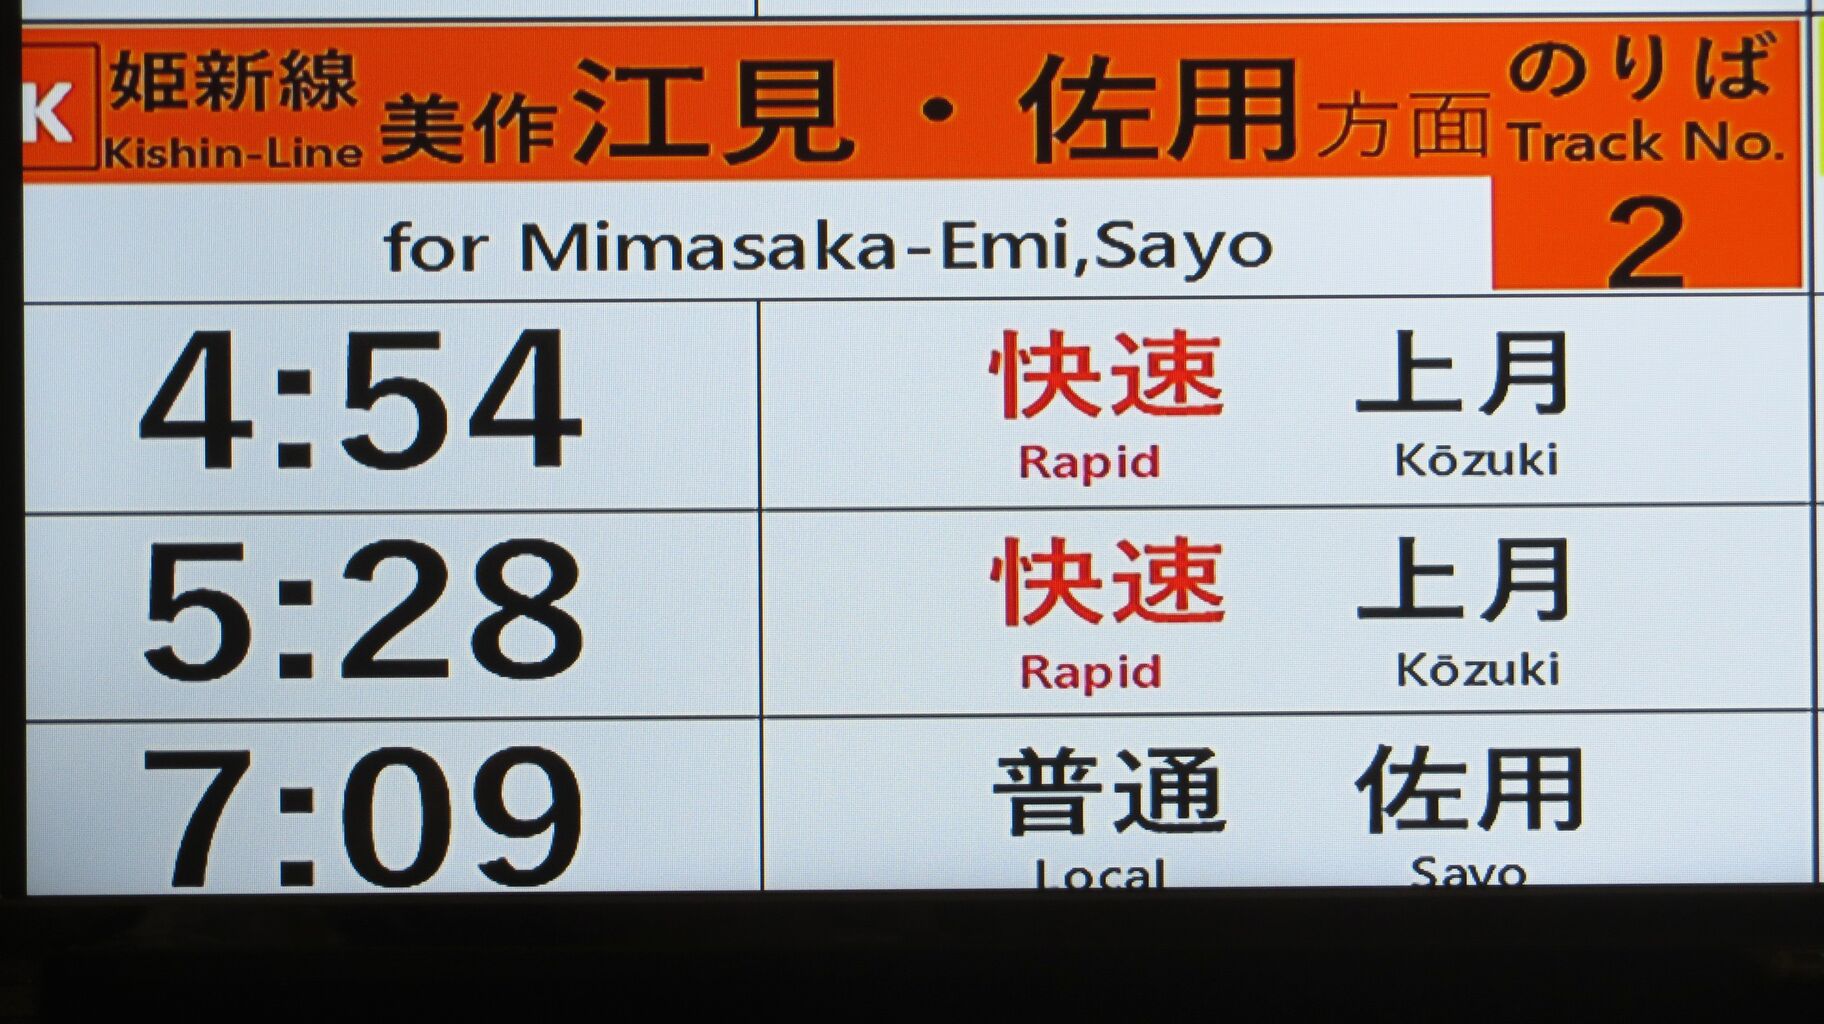 K 姫新線 美作江見・佐用方面 のりば
Kishin-Line Track No.
for Mimasaka-Emi,Sayo 2
4:54 快速 上月
Rapid Kōzuki
5:28 快速 上月
Rapid Kōzuki
7:09 普通 佐用
Local Sayo